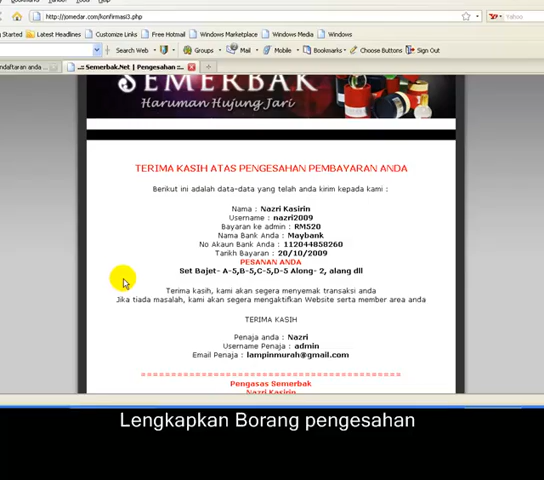 http://jpmedar.com/konfirmasi3.php
Yahoo
Started
Latest Headlines
Customize Links
Free Hotmail
Windows Marketplace
Windows Media
Windows
Search Web
Groups
Mail
Mobile
Bookmarks
Choose Buttons
Sign Out
ndaftaran anda ...
..:: Semerbak.Net | Pengesahan ::..
SEMERBAK
Haruman Hujung Jari
TERIMA KASIH ATAS PENGESAHAN PEMBAYARAN ANDA
Berikut ini adalah data-data yang telah anda kirim kepada kami :
Nama : Nazri Kasirin
Username : nazri2009
Bayaran ke admin : RM520
Nama Bank Anda : Maybank
No Akaun Bank Anda : 112044858260
Tarikh Bayaran : 20/10/2009
PESANAN ANDA
Set Bajet- A-5,B-5,C-5,D-5 Along- 2, alang dll
Terima kasih, kami akan segera menyemak transaksi anda
Jika tiada masalah, kami akan segera mengaktifkan Website serta member area anda
TERIMA KASIH
Penaja anda : Nazri
Username Penaja : admin
Email Penaja : lampinmurah@gmail.com
========================================
Pengasas Semerbak
Nazri Kasirin
Lengkapkan Borang pengesahan